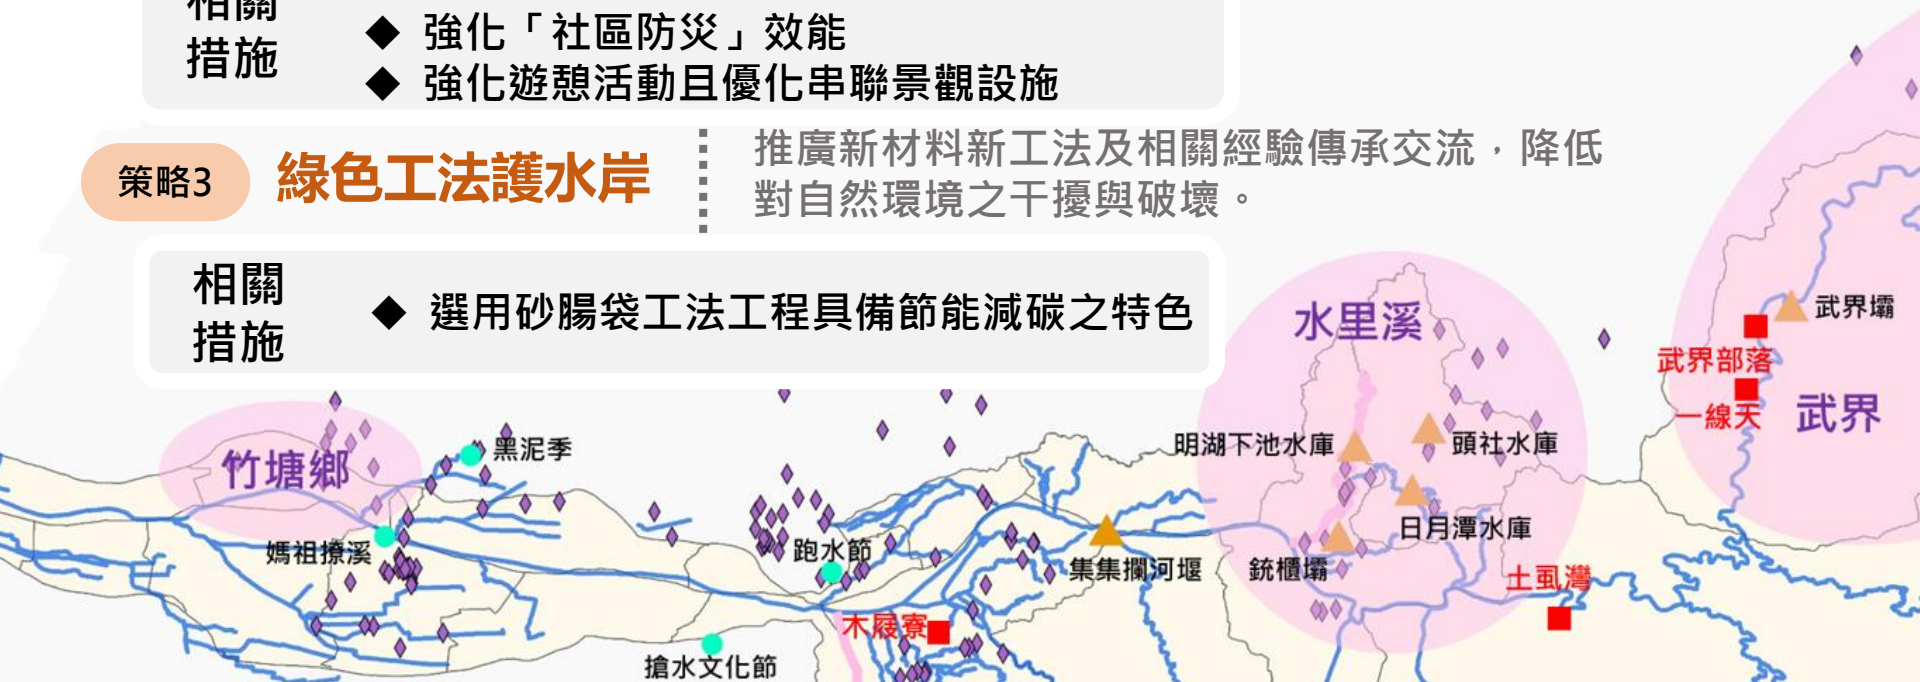 相關
措施
◆ 強化「社區防災」效能
◆ 強化遊憩活動且優化串聯景觀設施
策略3
綠色工法護水岸
推廣新材料新工法及相關經驗傳承交流，降低
對自然環境之干擾與破壞。
相關
措施
◆ 選用砂腸袋工法工程具備節能減碳之特色
水里溪
武界壩
武界部落
一線天
武界
竹塘鄉
黑泥季
明湖下池水庫
頭社水庫
日月潭水庫
媽祖撩溪
跑水節
集集攔河堰
銃櫃壩
土虱灣
木屐寮
搶水文化節